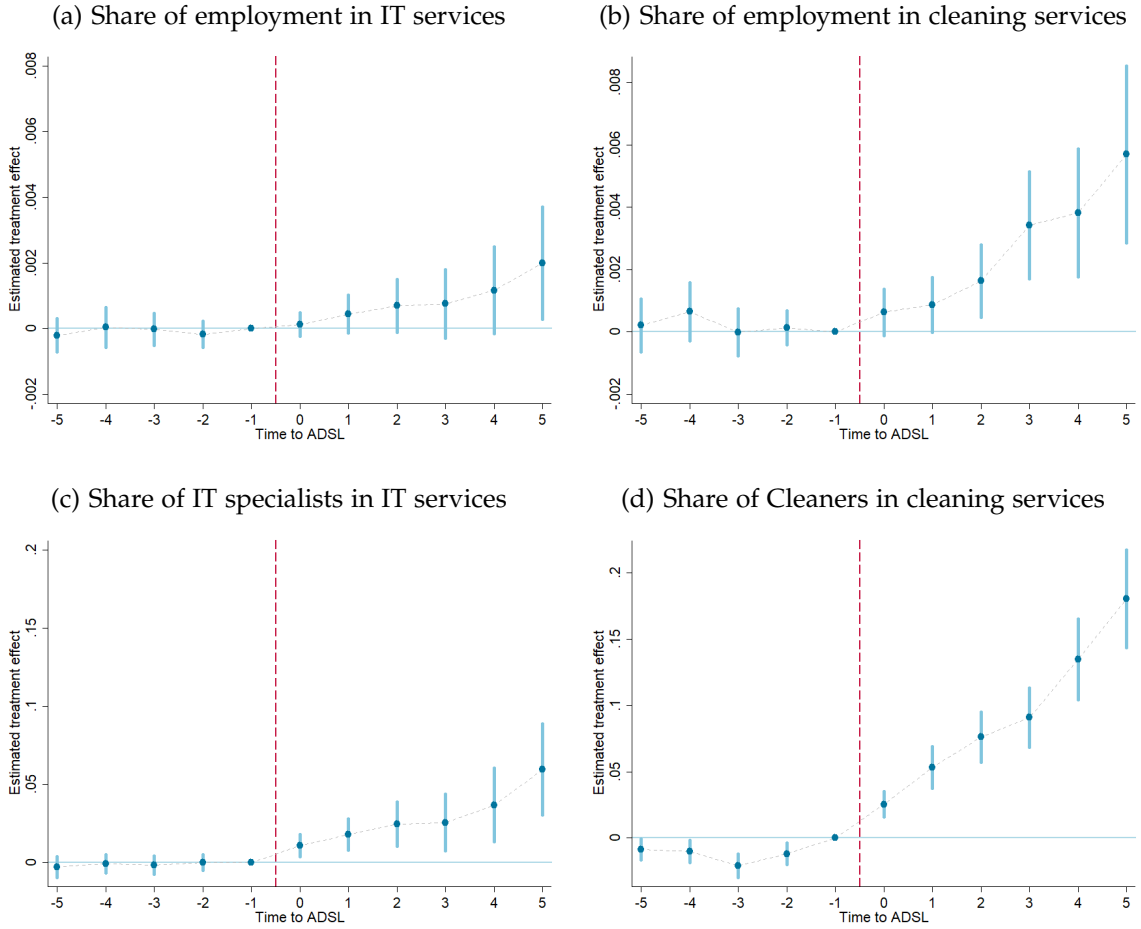 (a) Share of employment in IT services
Estimated treatment effect
.008
.006
.004
.002
0
-.002
-5 -4 -3 -2 -1 0 1 2 3 4 5
Time to ADSL
(b) Share of employment in cleaning services
Estimated treatment effect
.008
.006
.004
.002
0
-.002
-5 -4 -3 -2 -1 0 1 2 3 4 5
Time to ADSL
(c) Share of IT specialists in IT services
Estimated treatment effect
.2
.15
.1
.05
0
-5 -4 -3 -2 -1 0 1 2 3 4 5
Time to ADSL
(d) Share of Cleaners in cleaning services
Estimated treatment effect
.2
.15
.1
.05
0
-5 -4 -3 -2 -1 0 1 2 3 4 5
Time to ADSL